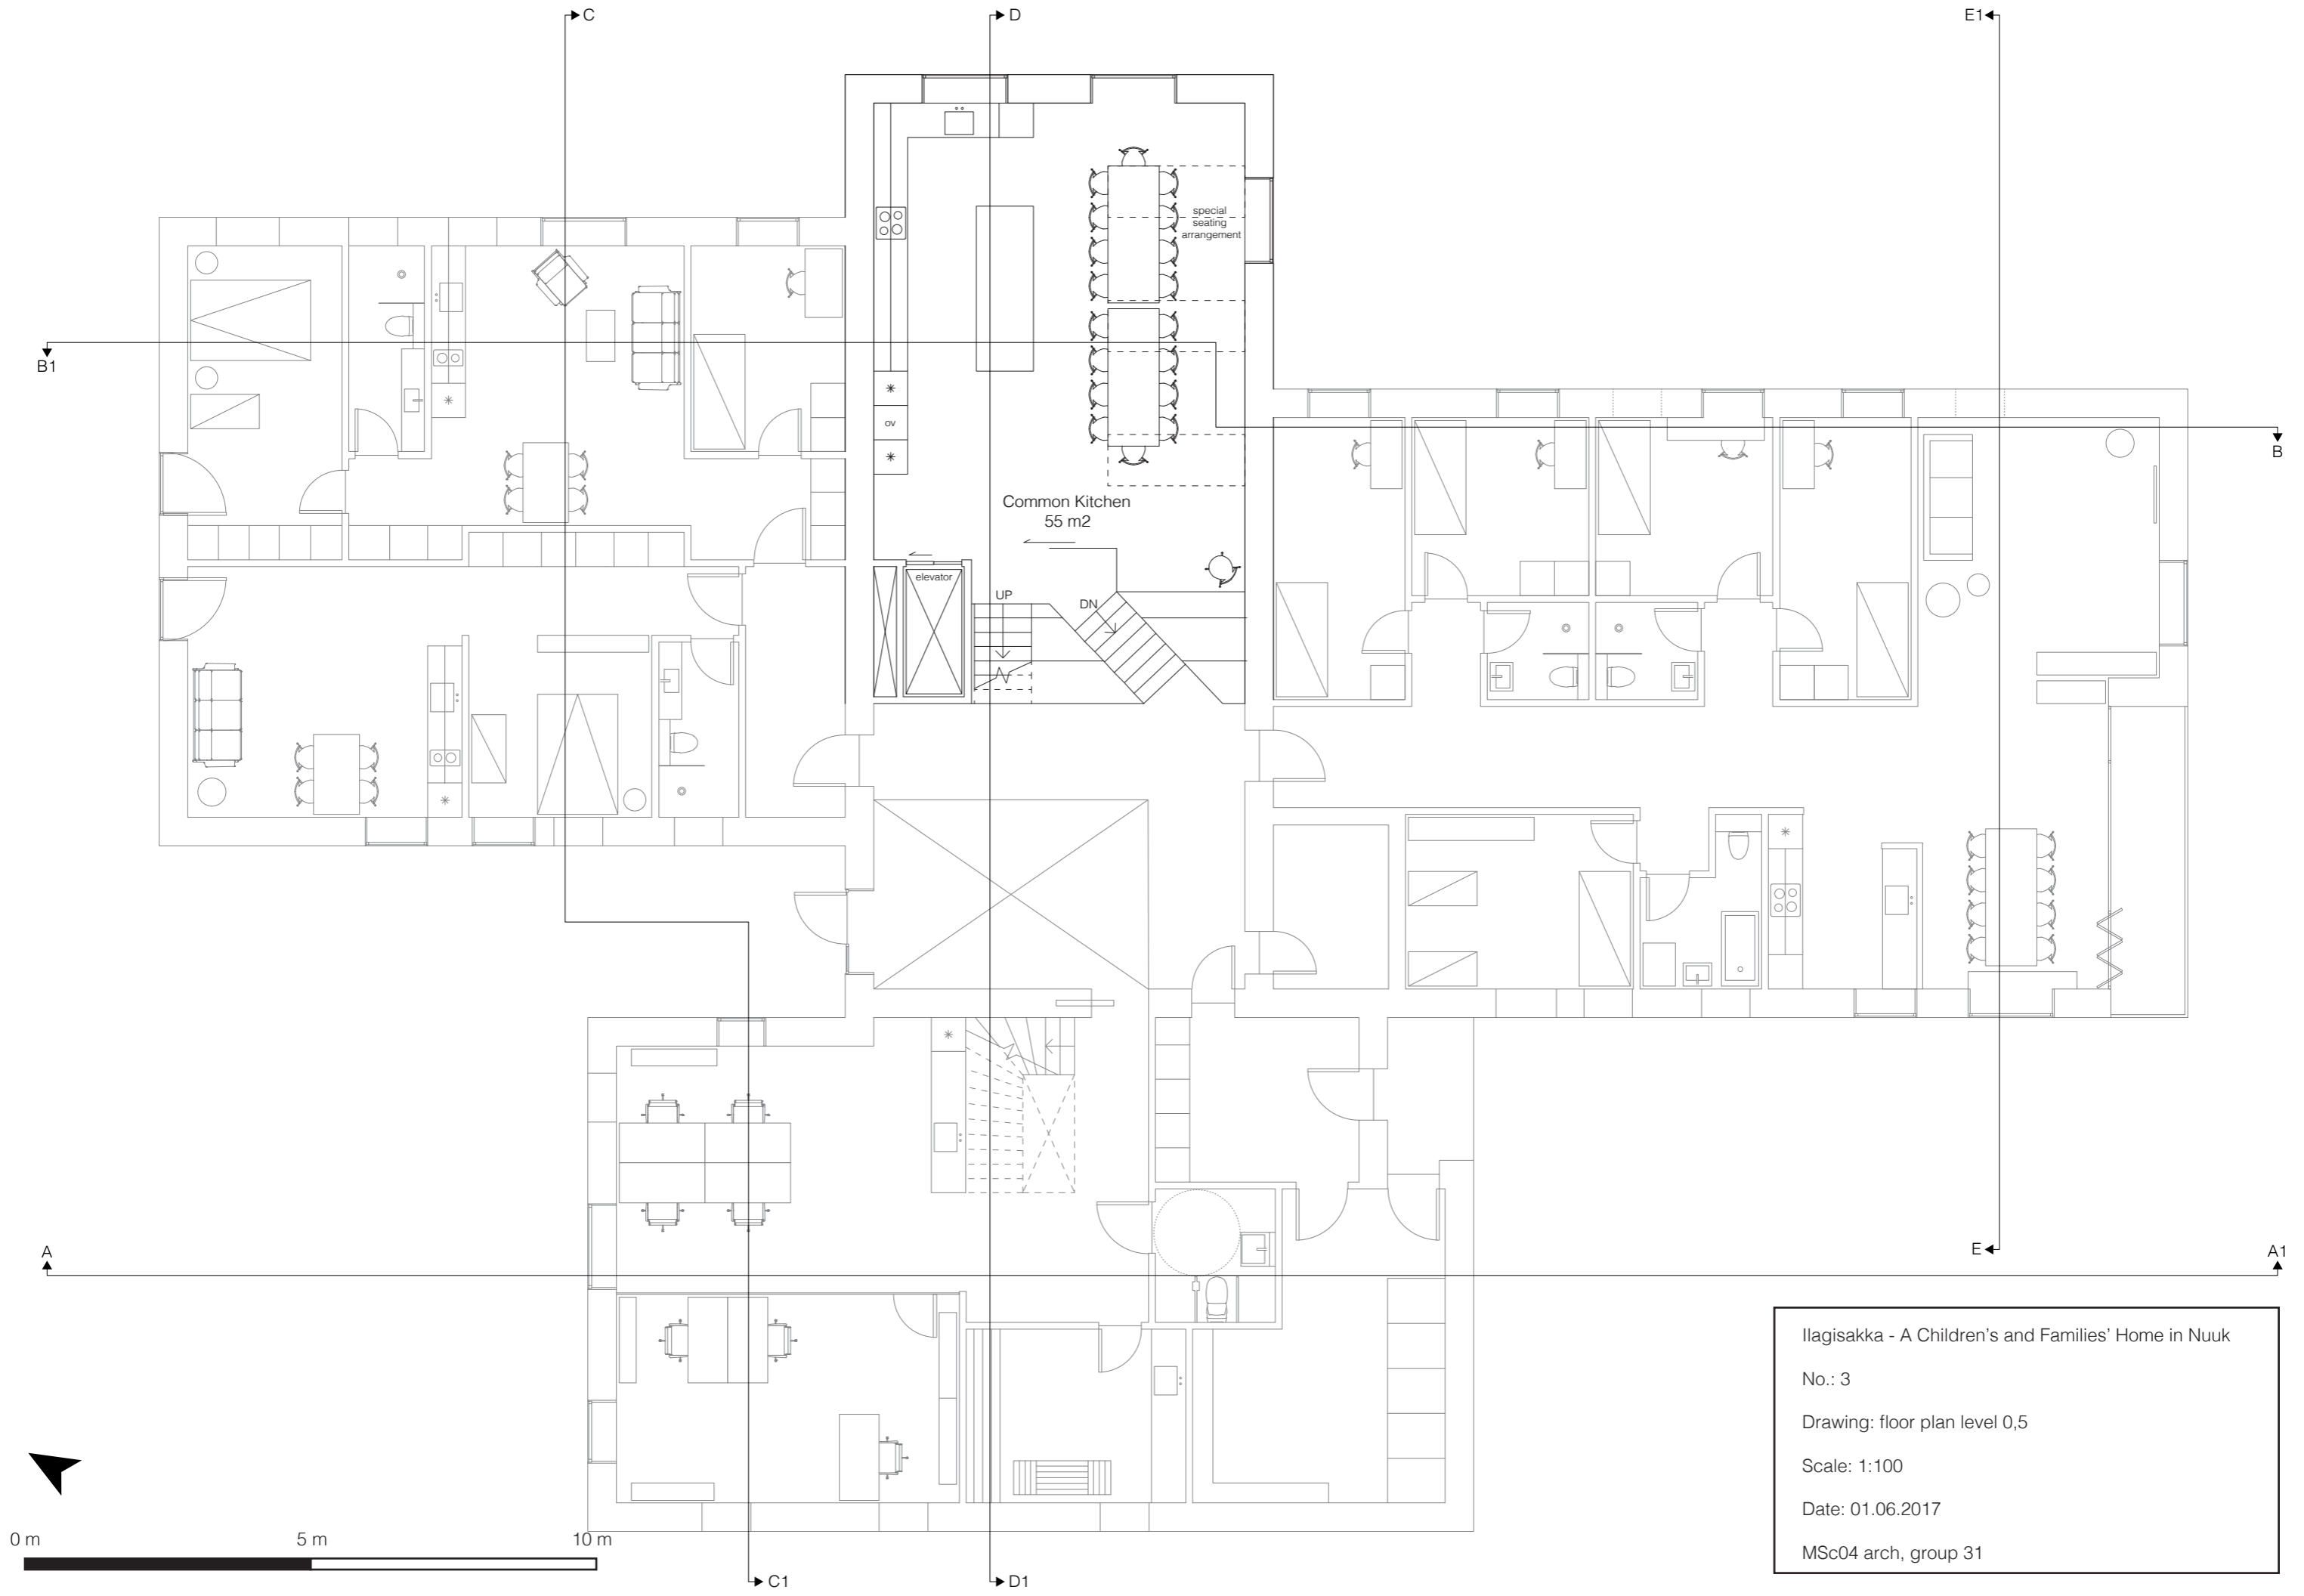 C
D
E1
special
seating
arrangement
B1
B
ov
Common Kitchen
55 m2
elevator
UP
DN
A
E
A1
Ilagisakka - A Children's and Families' Home in Nuuk
No.: 3
Drawing: floor plan level 0,5
Scale: 1:100
Date: 01.06.2017
MSc04 arch, group 31
0 m
5 m
10 m
C1
D1